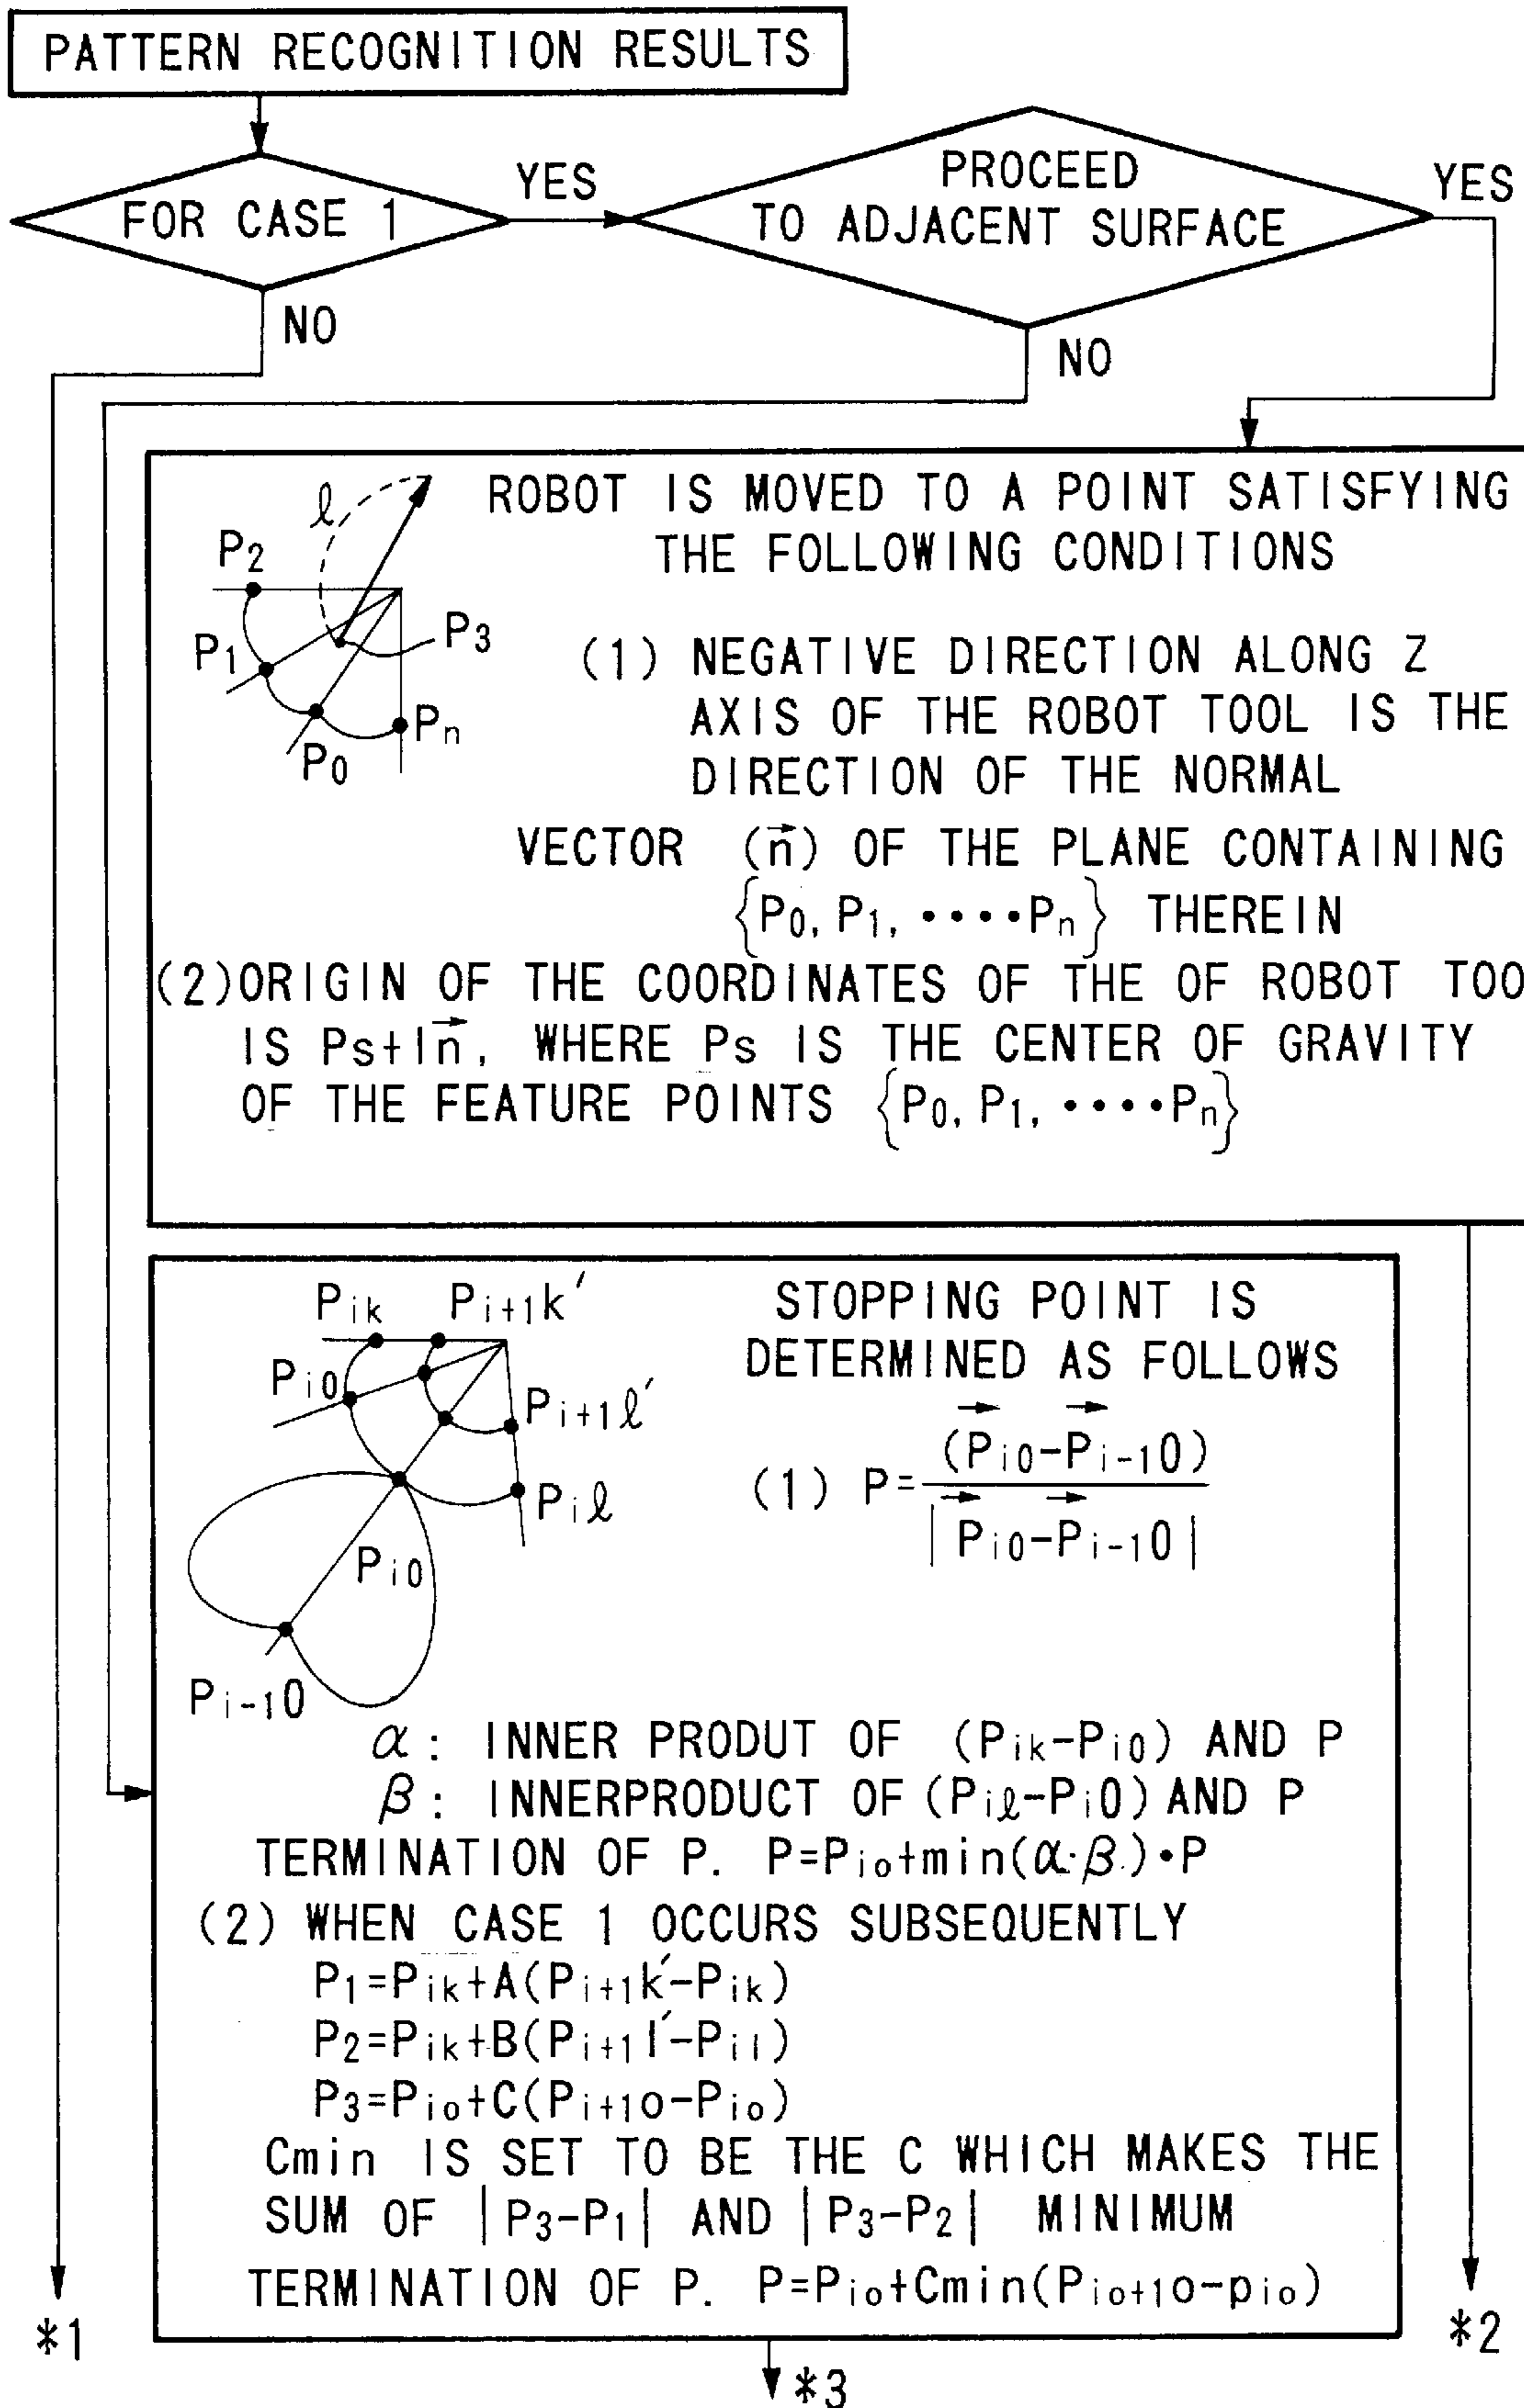 PATTERN RECOGNITION RESULTS
FOR CASE 1
YES
PROCEED
TO ADJACENT SURFACE
YES
NO
NO
ℓ
P2
P1
P0
Pn
P3
ROBOT IS MOVED TO A POINT SATISFYING
THE FOLLOWING CONDITIONS
(1) NEGATIVE DIRECTION ALONG Z
AXIS OF THE ROBOT TOOL IS THE
DIRECTION OF THE NORMAL
VECTOR (n⃗) OF THE PLANE CONTAINING
{P0, P1, ····Pn} THEREIN
(2) ORIGIN OF THE COORDINATES OF THE OF ROBOT TOO
IS Ps+ln⃗, WHERE Ps IS THE CENTER OF GRAVITY
OF THE FEATURE POINTS {P0, P1, ····Pn}
Pik
Pi+1k′
Pi0
Pi+1ℓ′
Piℓ
Pi0
Pi-10
STOPPING POINT IS
DETERMINED AS FOLLOWS
(1) P= (P⃗i0-P⃗i-10)
|P⃗i0-P⃗i-10|
α: INNER PRODUT OF (Pik-Pi0) AND P
β: INNERPRODUCT OF (Piℓ-Pi0) AND P
TERMINATION OF P. P=Pio+min(α·β)•P
(2) WHEN CASE 1 OCCURS SUBSEQUENTLY
P1=Pik+A(Pi+1k′-Pik)
P2=Pik+B(Pi+1l′-Pil)
P3=Pio+C(Pi+1o-Pio)
Cmin IS SET TO BE THE C WHICH MAKES THE
SUM OF |P3-P1| AND |P3-P2| MINIMUM
TERMINATION OF P. P=Pio+Cmin(Pio+1o-pio)
*1
*2
*3